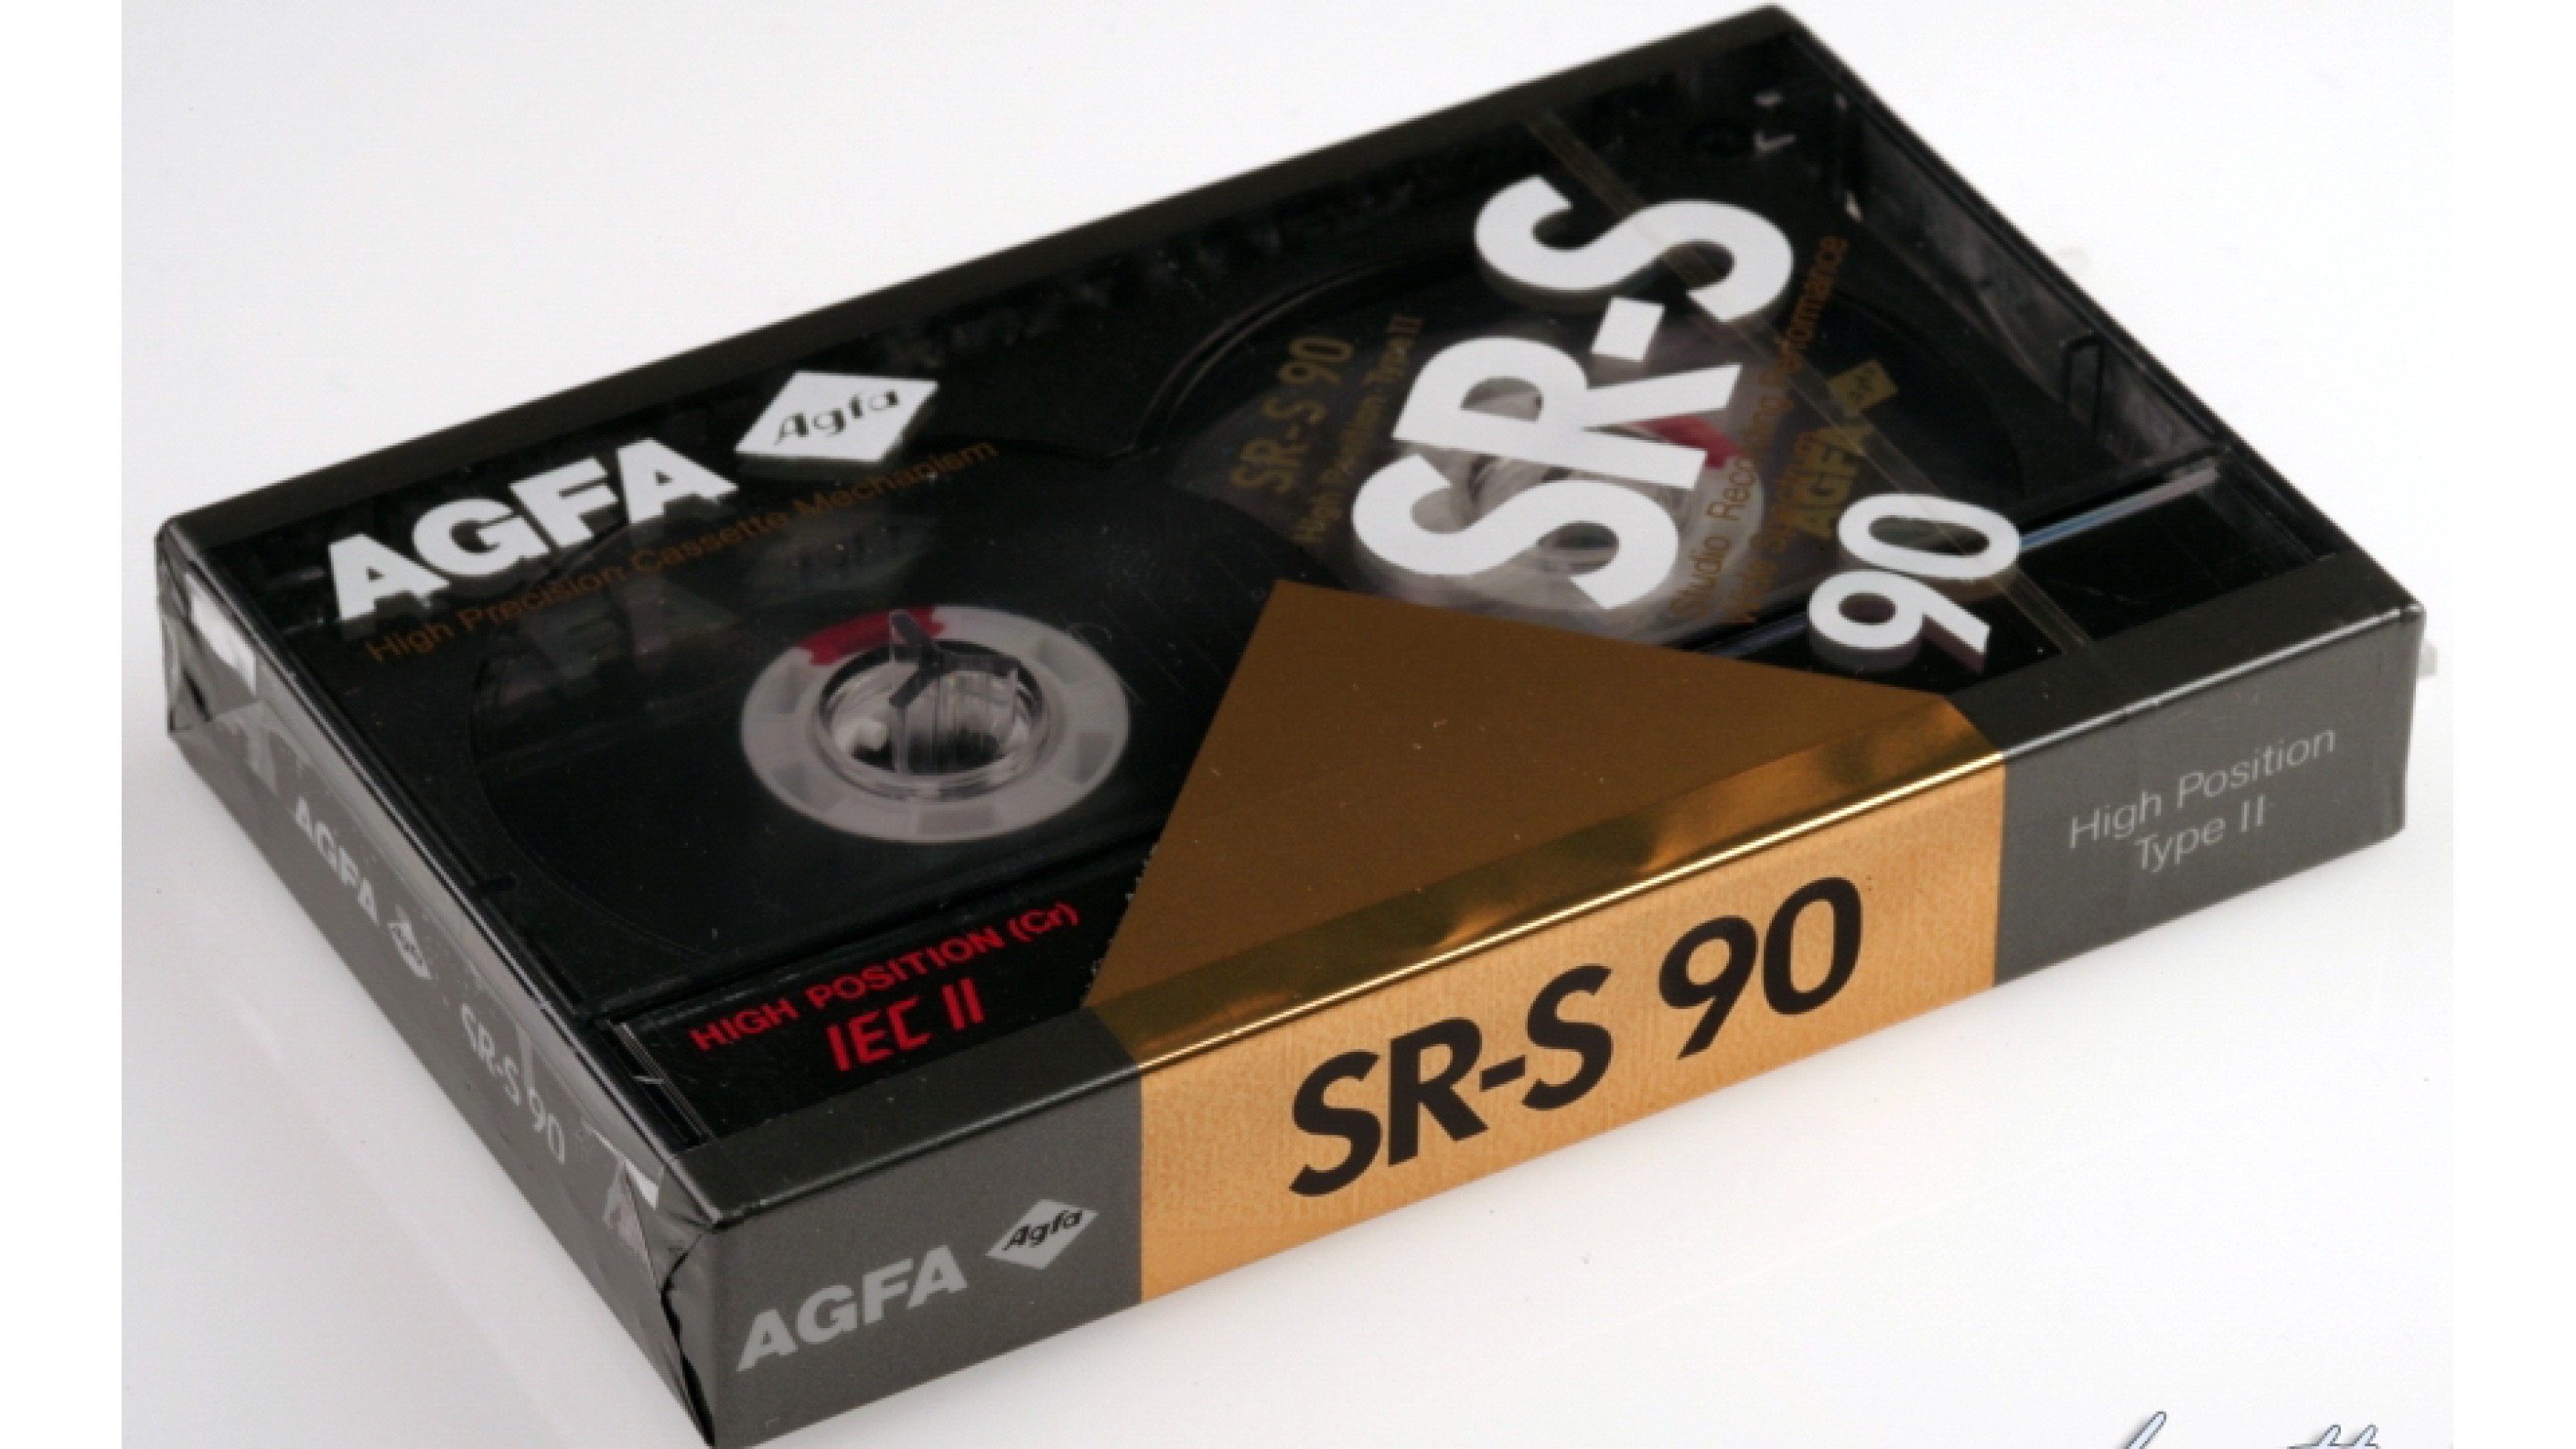 AGFA Agfa
High Precision Cassette Mechanism
SR-S 90
High Position-Type II
SR-S
Studio Recording Performance
AGFA
90
HIGH POSITION (Cr)
IEC II
AGFA
SR-S 90
AGFA Agfa
SR-S 90
High Position
Type II